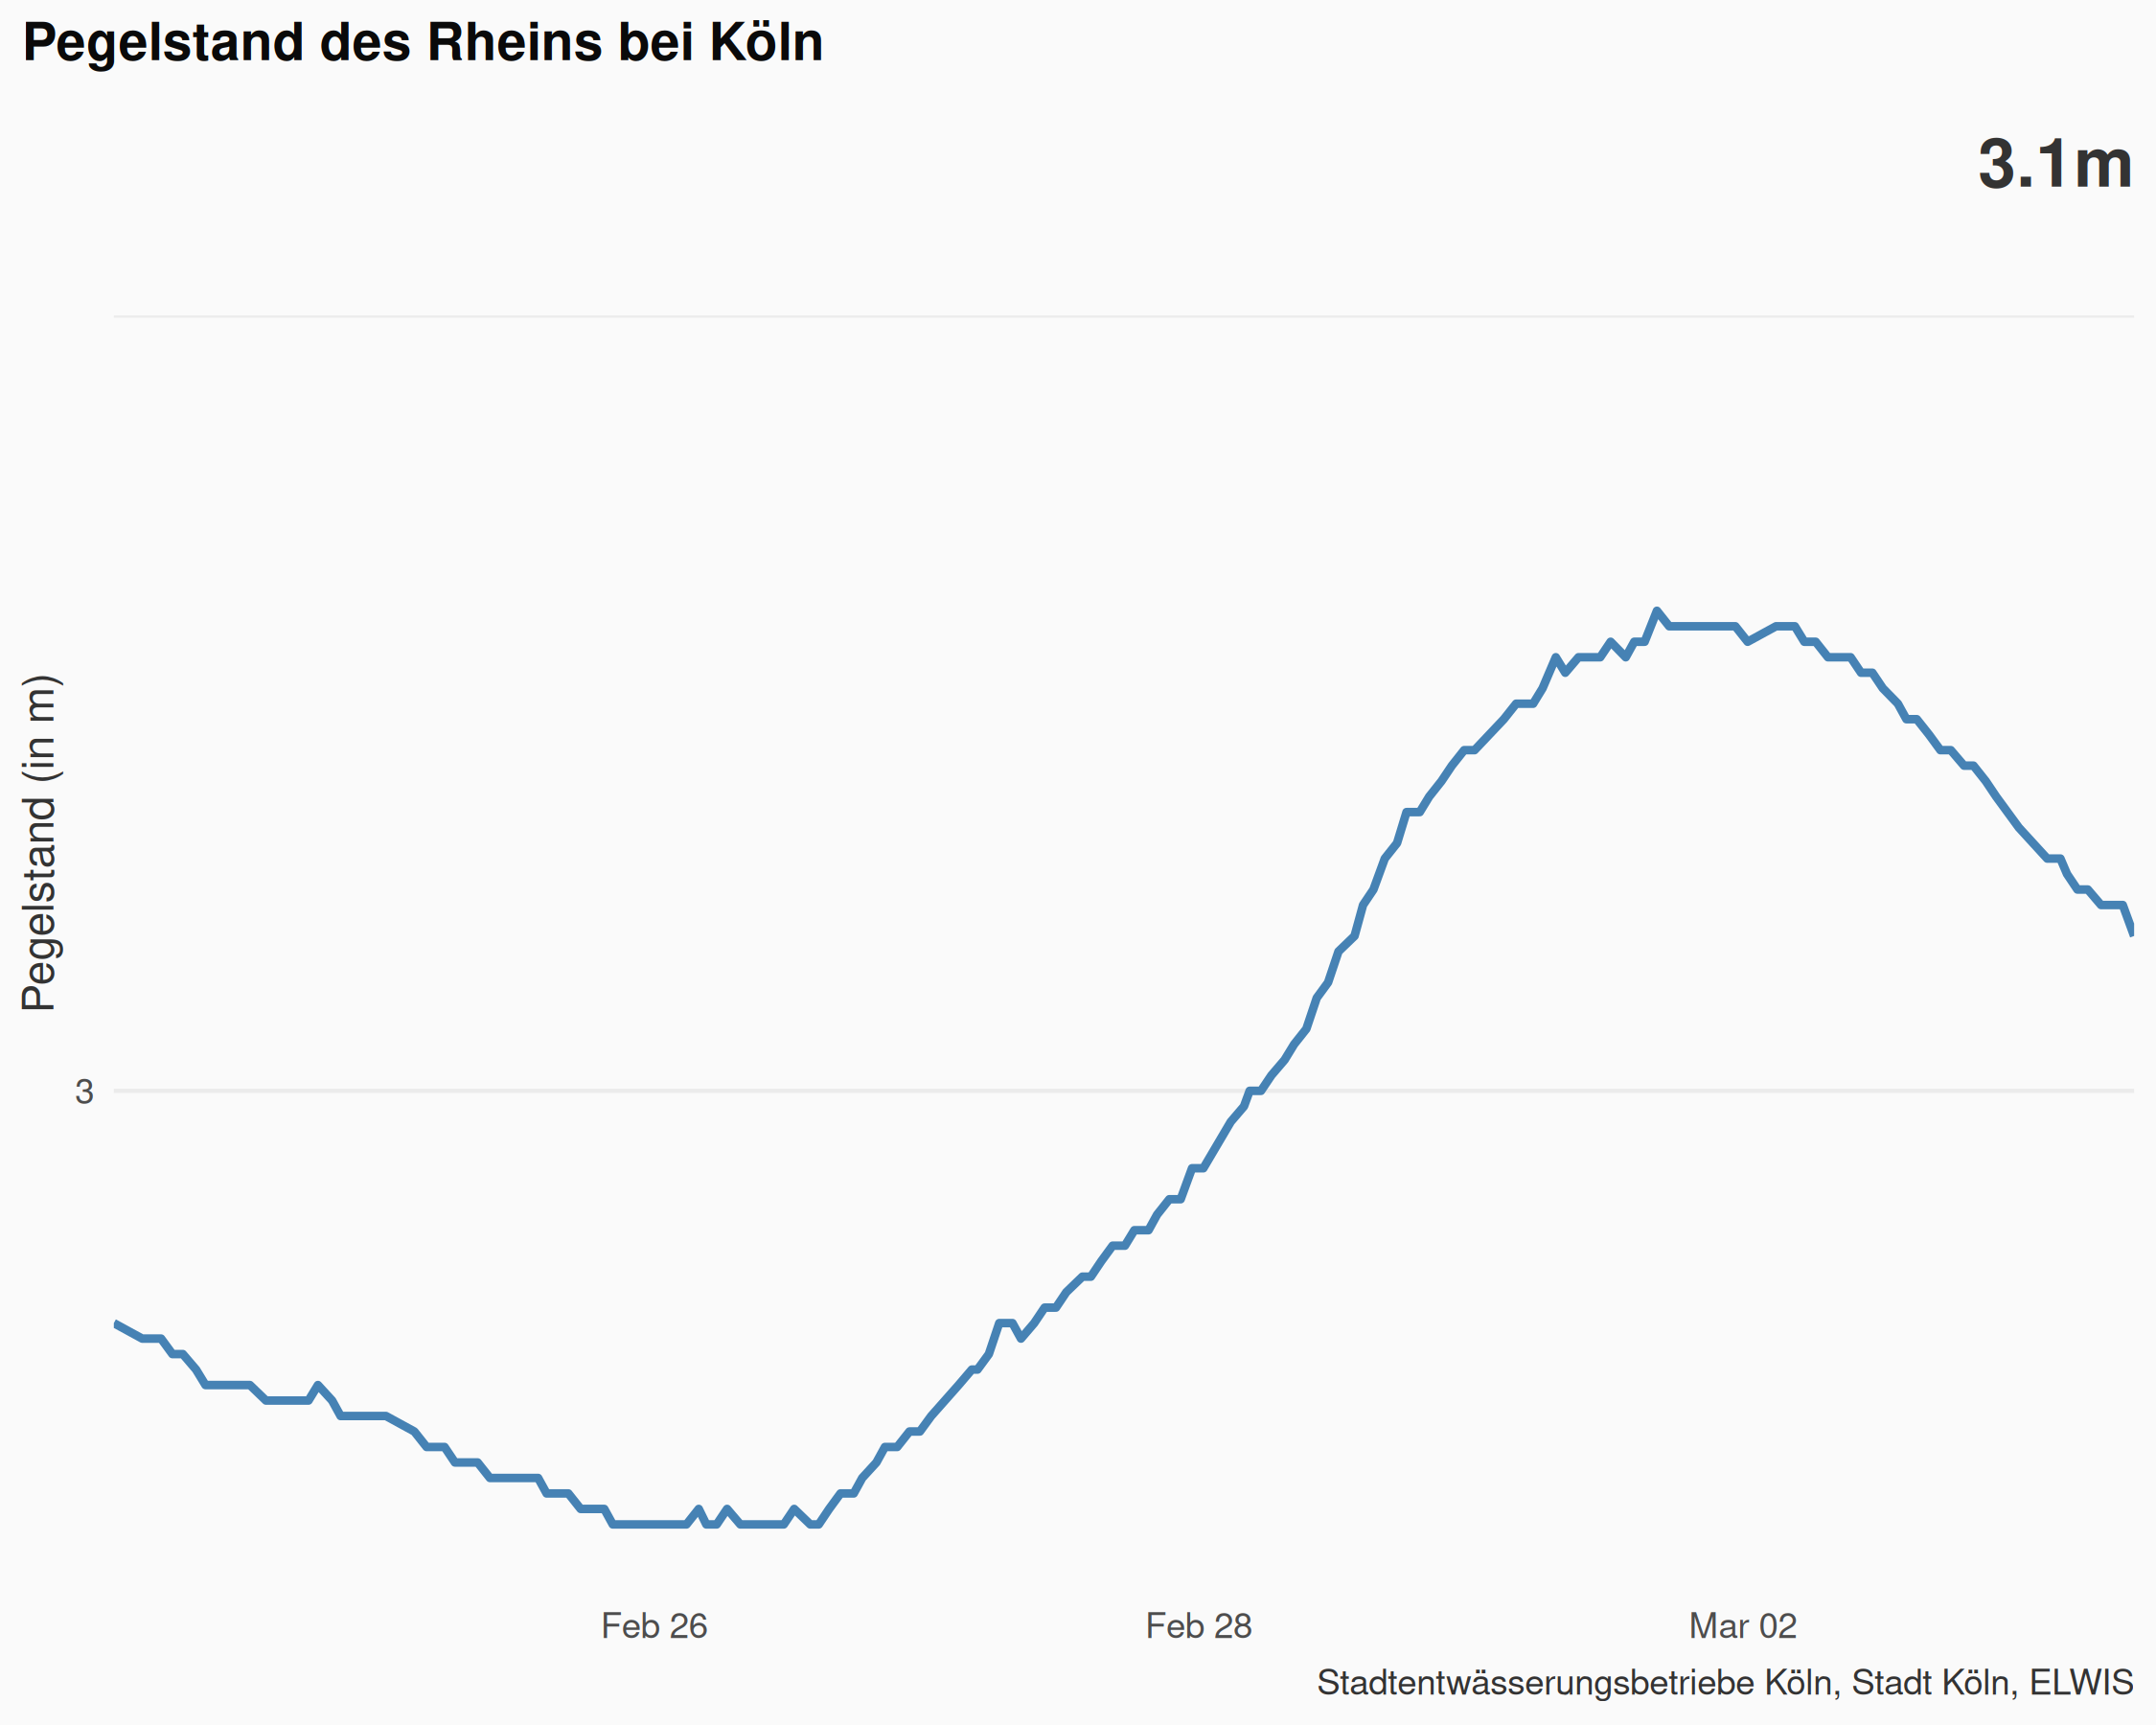 Pegelstand des Rheins bei Köln
3.1m
Pegelstand (in m)
3
Feb 26 Feb 28 Mar 02
Stadtentwässerungsbetriebe Köln, Stadt Köln, ELWIS